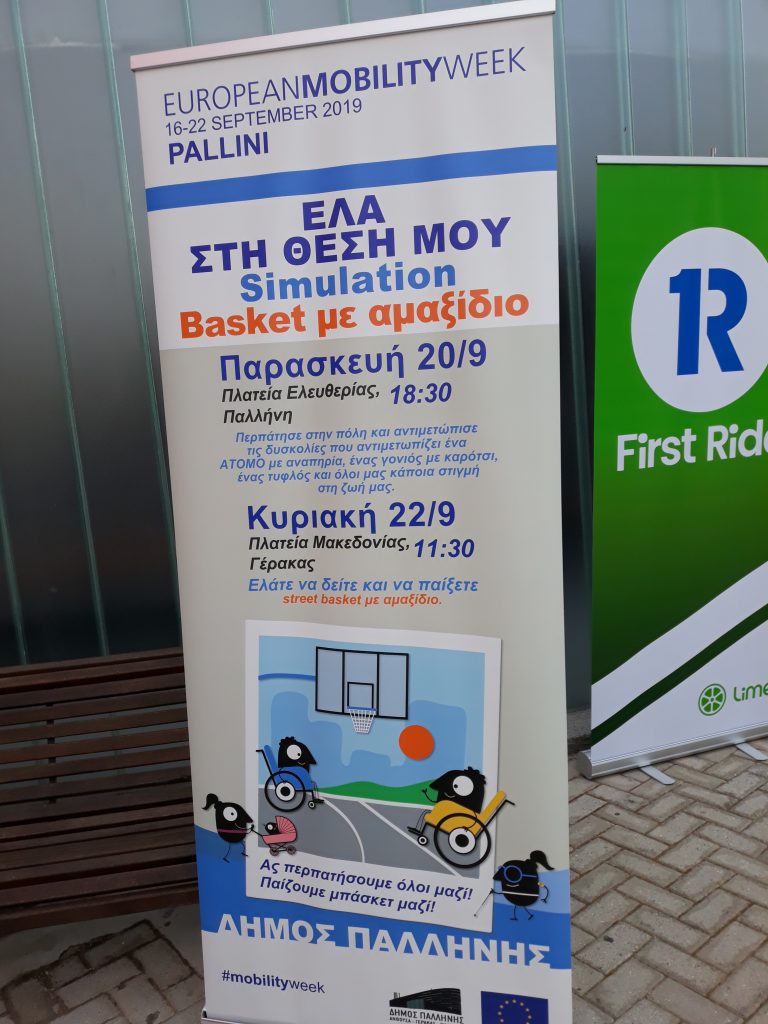 EUROPEANMOBILITYWEEK
16-22 SEPTEMBER 2019
PALLINI
ΕΛΑ
ΣΤΗ ΘΕΣΗ ΜΟΥ
Simulation
Basket με αμαξίδιο
Παρασκευή 20/9
Πλατεία Ελευθερίας, 18:30
Παλλήνη
Περπάτησε στην πόλη και αντιμετώπισε
τις δυσκολίες που αντιμετωπίζει ένα
ΑΤΟΜΟ με αναπηρία, ένας γονιός με καρότσι,
ένας τυφλός και όλοι μας κάποια στιγμή
στη ζωή μας.
Κυριακή 22/9
Πλατεία Μακεδονίας, 11:30
Γέρακας
Ελάτε να δείτε και να παίξετε
street basket με αμαξίδιο.
Ας περπατήσουμε όλοι μαζί!
Παίζουμε μπάσκετ μαζί!
ΔΗΜΟΣ ΠΑΛΛΗΝΗΣ
#mobilityweek
ΔΗΜΟΣ ΠΑΛΛΗΝΗΣ
1R
First Ride
Lime